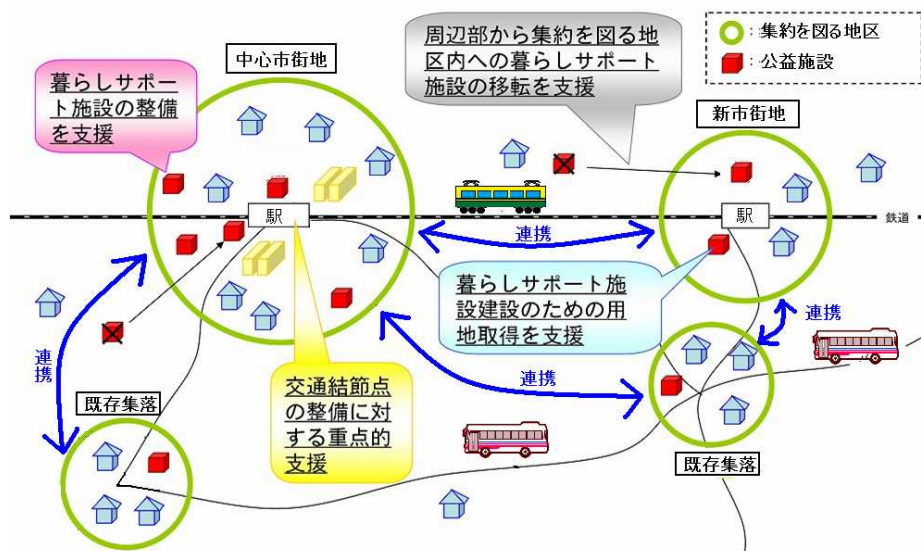 ：集約を図る地区
：公益施設
中心市街地
周辺部から集約を図る地
区内への暮らしサポート
施設の移転を支援
暮らしサポー
ト施設の整備
を支援
新市街地
駅
駅
鉄道
連携
暮らしサポート施
設建設のための用
地取得を支援
連携
連携
連携
交通結節点
の整備に対
する重点的
支援
既存集落
既存集落